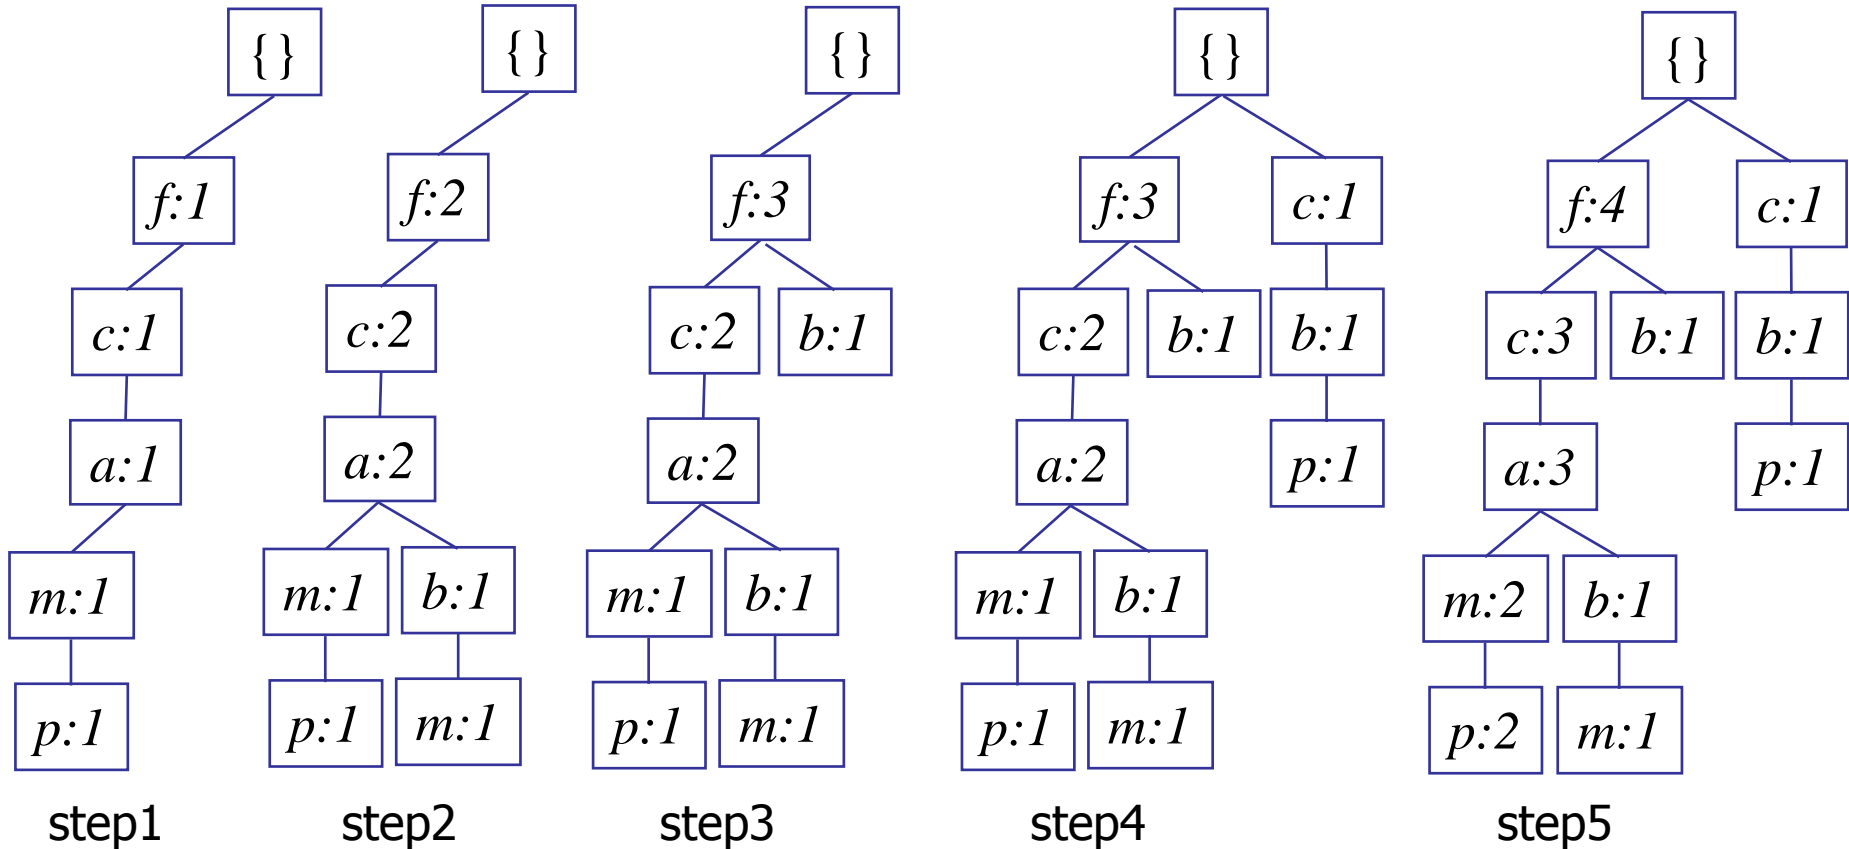 {} {} {} {} {}
f:1 f:2 f:3 f:3 c:1 f:4 c:1
c:1 c:2 c:2 b:1 c:2 b:1 b:1 c:3 b:1 b:1
a:1 a:2 a:2 a:2 p:1 a:3 p:1
m:1 m:1 b:1 m:1 b:1 m:1 b:1 m:2 b:1
p:1 p:1 m:1 p:1 m:1 p:1 m:1 p:2 m:1
step1 step2 step3 step4 step5